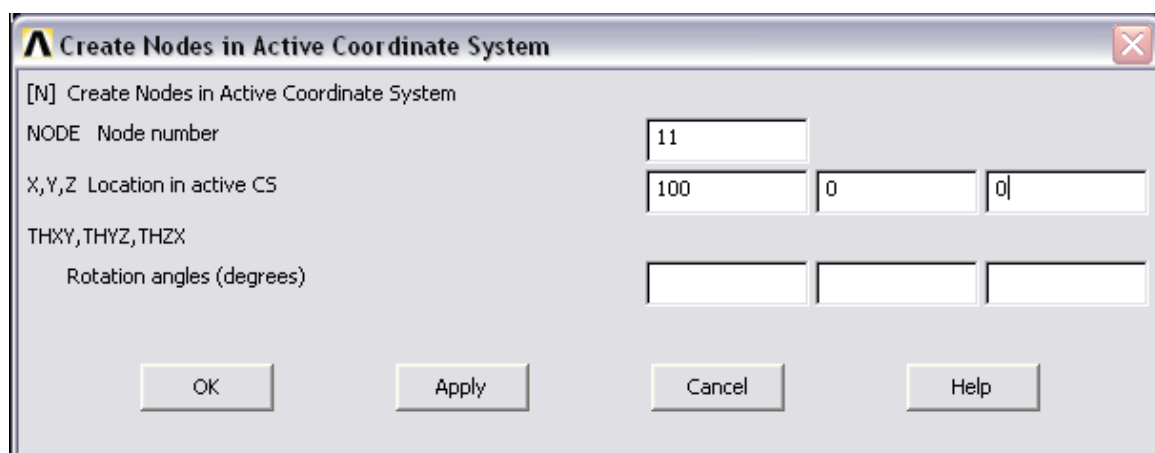 Create Nodes in Active Coordinate System
[N] Create Nodes in Active Coordinate System
NODE Node number 11
X,Y,Z Location in active CS 100 0 0
THXY,THYZ,THZX
Rotation angles (degrees)
OK Apply Cancel Help